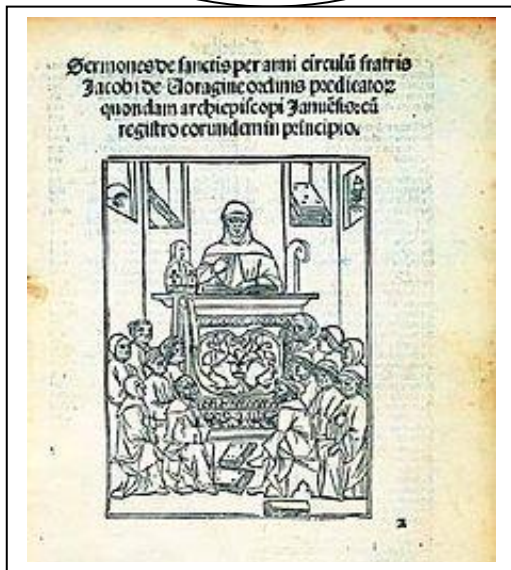 Sermones de sanctis per anni circulū fratris
Jacobi de Voragine ordinis predicatoꝝ
quondam archiepiscopi Januēsis: cū
registro eorundem in principio.
2